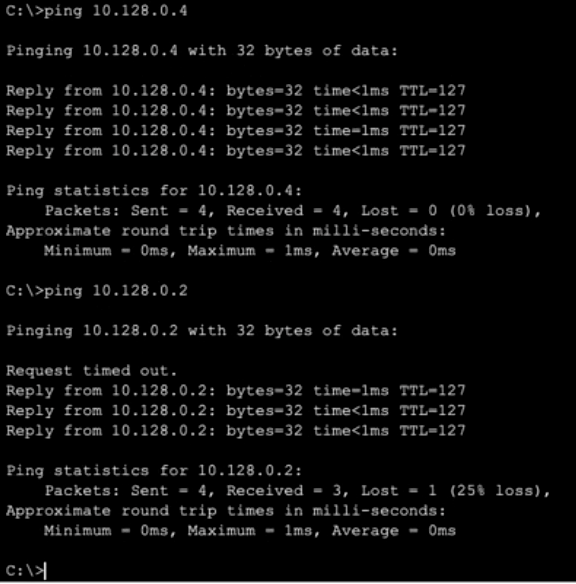 C:\>ping 10.128.0.4
Pinging 10.128.0.4 with 32 bytes of data:
Reply from 10.128.0.4: bytes=32 time<1ms TTL=127
Reply from 10.128.0.4: bytes=32 time<1ms TTL=127
Reply from 10.128.0.4: bytes=32 time=1ms TTL=127
Reply from 10.128.0.4: bytes=32 time<1ms TTL=127
Ping statistics for 10.128.0.4:
    Packets: Sent = 4, Received = 4, Lost = 0 (0% loss),
Approximate round trip times in milli-seconds:
    Minimum = 0ms, Maximum = 1ms, Average = 0ms
C:\>ping 10.128.0.2
Pinging 10.128.0.2 with 32 bytes of data:
Request timed out.
Reply from 10.128.0.2: bytes=32 time=1ms TTL=127
Reply from 10.128.0.2: bytes=32 time<1ms TTL=127
Reply from 10.128.0.2: bytes=32 time<1ms TTL=127
Ping statistics for 10.128.0.2:
    Packets: Sent = 4, Received = 3, Lost = 1 (25% loss),
Approximate round trip times in milli-seconds:
    Minimum = 0ms, Maximum = 1ms, Average = 0ms
C:\>